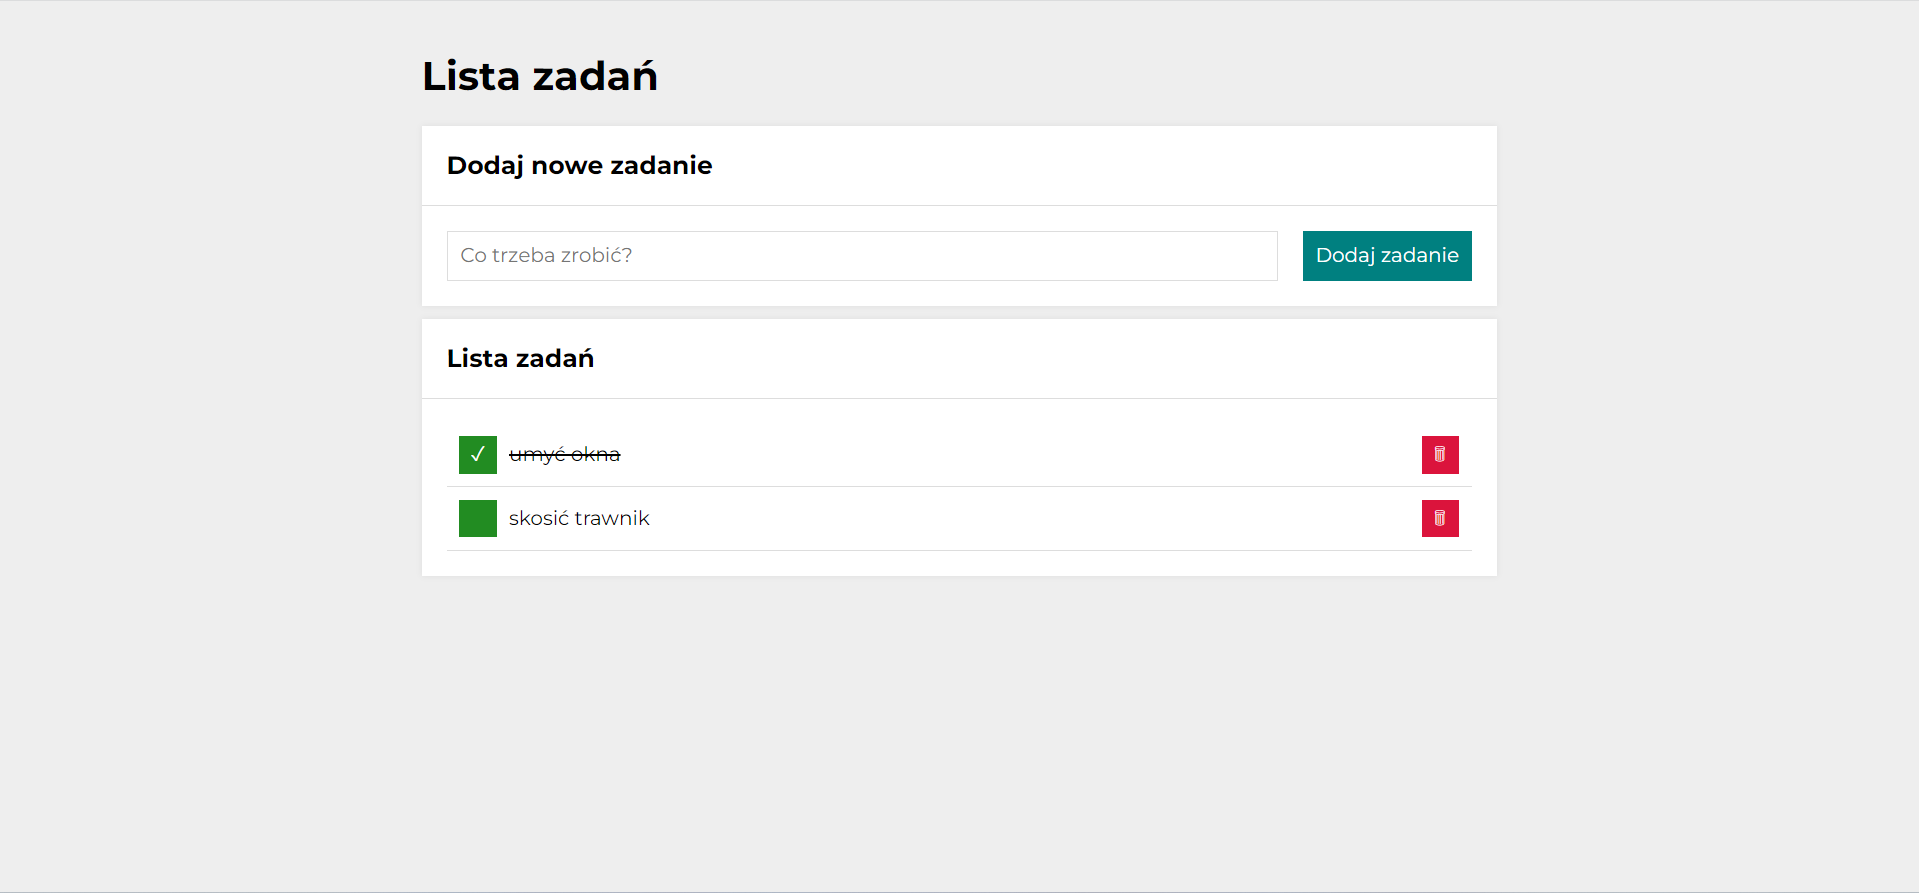 Lista zadań
Dodaj nowe zadanie
Co trzeba zrobić?
Dodaj zadanie
Lista zadań
✓ umyć okna
skosić trawnik